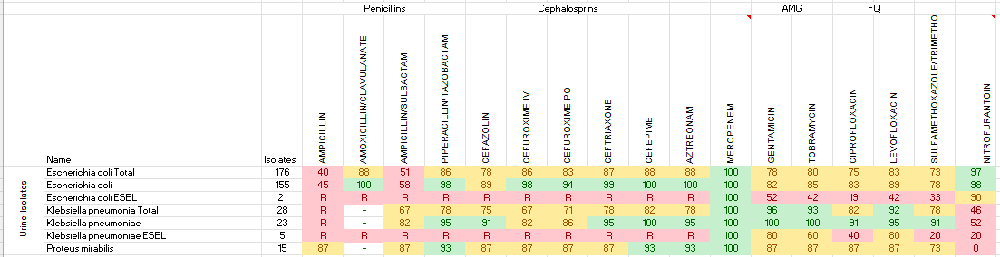 Penicillins Cephalosprins AMG FQ
Name Isolates AMPICILLIN AMOXICILLIN/CLAVULANATE AMPICILLIN/SULBACTAM PIPERACILLIN/TAZOBACTAM CEFAZOLIN CEFUROXIME IV CEFUROXIME PO CEFTRIAXONE CEFEPIME AZTREONAM MEROPENEM GENTAMICIN TOBRAMYCIN CIPROFLOXACIN LEVOFLOXACIN SULFAMETHOXAZOLE/TRIMETHO NITROFURANTOIN
Urine Isolates
Escherichia coli Total 176 40 88 51 86 78 86 83 87 88 88 100 78 80 75 83 73 97
Escherichia coli 155 45 100 58 98 89 98 94 99 100 100 100 82 85 83 89 78 98
Escherichia coli ESBL 21 R R R R R R R R R R 100 52 42 19 42 33 90
Klebsiella pneumonia Total 28 R - 67 78 75 67 71 78 82 78 100 96 93 82 92 78 46
Klebsiella pneumoniae 23 R - 82 95 91 82 86 95 100 95 100 100 100 91 95 91 52
Klebsiella pneumoniae ESBL 5 R R R R R R R R R R 100 80 60 40 80 20 20
Proteus mirabilis 15 87 - 87 93 87 87 87 87 93 93 100 87 87 87 87 73 0